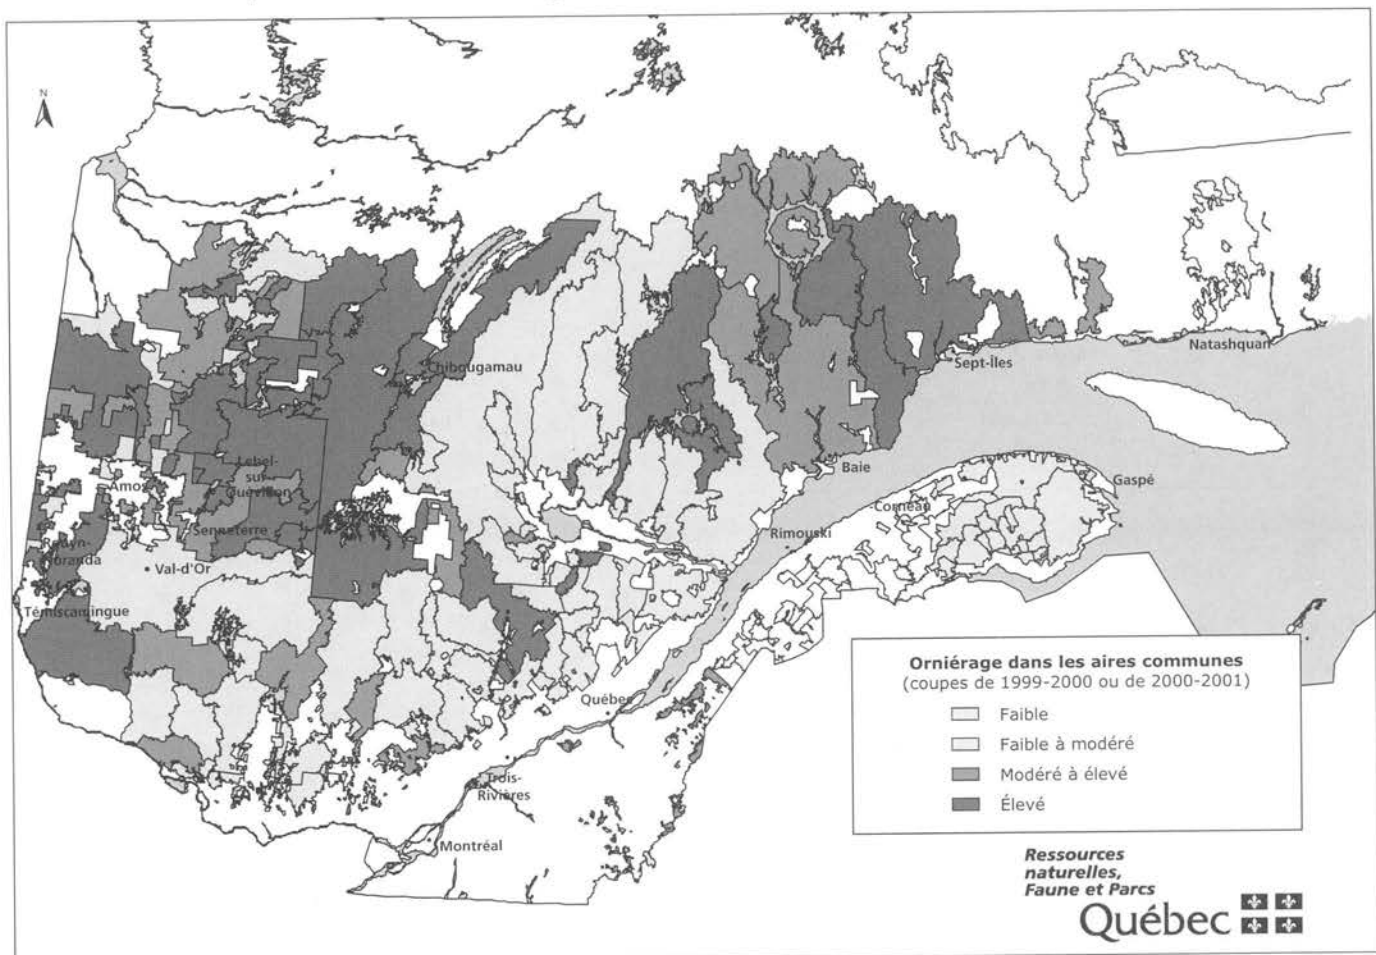 N
Chibougamau
Sept-Îles
Natashquan
Lebel-
sur-
Quévillon
Amos
Senneterre
Baie
-Corneau
Gaspé
Rimouski
Rouyn-
Noranda
Val-d'Or
Témiscamingue
Québec
Trois-
Rivières
Montréal
Orniérage dans les aires communes
(coupes de 1999-2000 ou de 2000-2001)
Faible
Faible à modéré
Modéré à élevé
Élevé
Ressources
naturelles,
Faune et Parcs
Québec